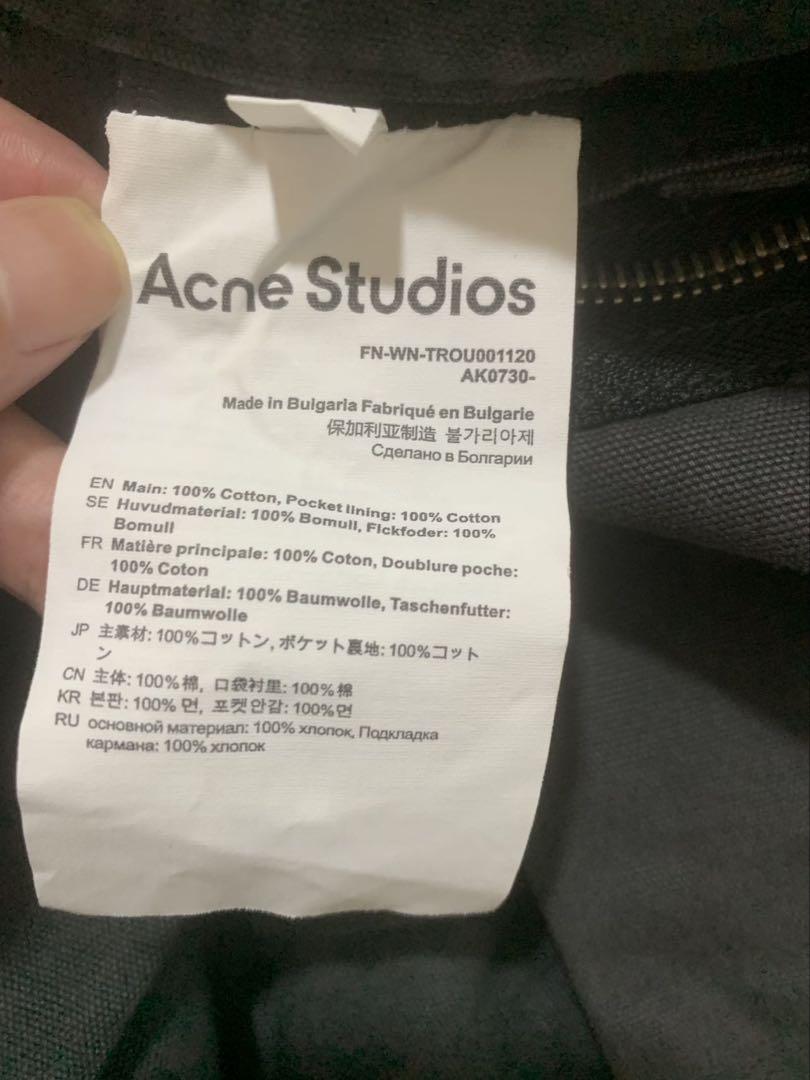 Acne Studios
FN-WN-TROU001120
AK0730-
Made in Bulgaria Fabriqué en Bulgarie
保加利亚制造 불가리아제
Сделано в Болгарии
EN Main: 100% Cotton, Pocket lining: 100% Cotton
SE Huvudmaterial: 100% Bomull, Fickfoder: 100%
Bomull
FR Matière principale: 100% Coton, Doublure poche:
100% Coton
DE Hauptmaterial: 100% Baumwolle, Taschenfutter:
100% Baumwolle
JP 主素材: 100%コットン, ポケット裏地: 100%コット
ン
CN 主体: 100% 棉, 口袋衬里: 100% 棉
KR 본판: 100% 면, 포켓안감: 100%면
RU основной материал: 100% хлопок, Подкладка
кармана: 100% хлопок